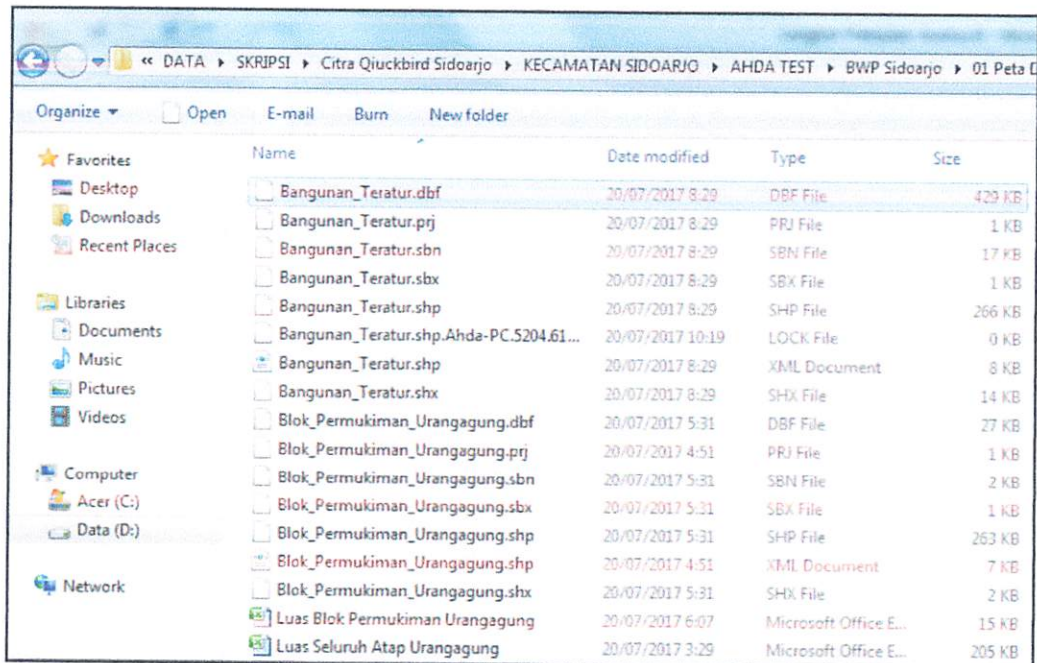 « DATA ▸ SKRIPSI ▸ Citra Qiuckbird Sidoarjo ▸ KECAMATAN SIDOARJO ▸ AHDA TEST ▸ BWP Sidoarjo ▸ 01 Peta D
Organize Open E-mail Burn New folder
Favorites
Desktop
Downloads
Recent Places
Libraries
Documents
Music
Pictures
Videos
Computer
Acer (C:)
Data (D:)
Network
Name Date modified Type Size
Bangunan_Teratur.dbf 20/07/2017 8:29 DBF File 429 KB
Bangunan_Teratur.prj 20/07/2017 8:29 PRJ File 1 KB
Bangunan_Teratur.sbn 20/07/2017 8:29 SBN File 17 KB
Bangunan_Teratur.sbx 20/07/2017 8:29 SBX File 1 KB
Bangunan_Teratur.shp 20/07/2017 8:29 SHP File 266 KB
Bangunan_Teratur.shp.Ahda-PC.5204.61... 20/07/2017 10:19 LOCK File 0 KB
Bangunan_Teratur.shp 20/07/2017 8:29 XML Document 8 KB
Bangunan_Teratur.shx 20/07/2017 8:29 SHX File 14 KB
Blok_Permukiman_Urangagung.dbf 20/07/2017 5:31 DBF File 27 KB
Blok_Permukiman_Urangagung.prj 20/07/2017 4:51 PRJ File 1 KB
Blok_Permukiman_Urangagung.sbn 20/07/2017 5:31 SBN File 2 KB
Blok_Permukiman_Urangagung.sbx 20/07/2017 5:31 SBX File 1 KB
Blok_Permukiman_Urangagung.shp 20/07/2017 5:31 SHP File 263 KB
Blok_Permukiman_Urangagung.shp 20/07/2017 4:51 XML Document 7 KB
Blok_Permukiman_Urangagung.shx 20/07/2017 5:31 SHX File 2 KB
Luas Blok Permukiman Urangagung 20/07/2017 6:07 Microsoft Office E... 15 KB
Luas Seluruh Atap Urangagung 20/07/2017 3:29 Microsoft Office E... 205 KB